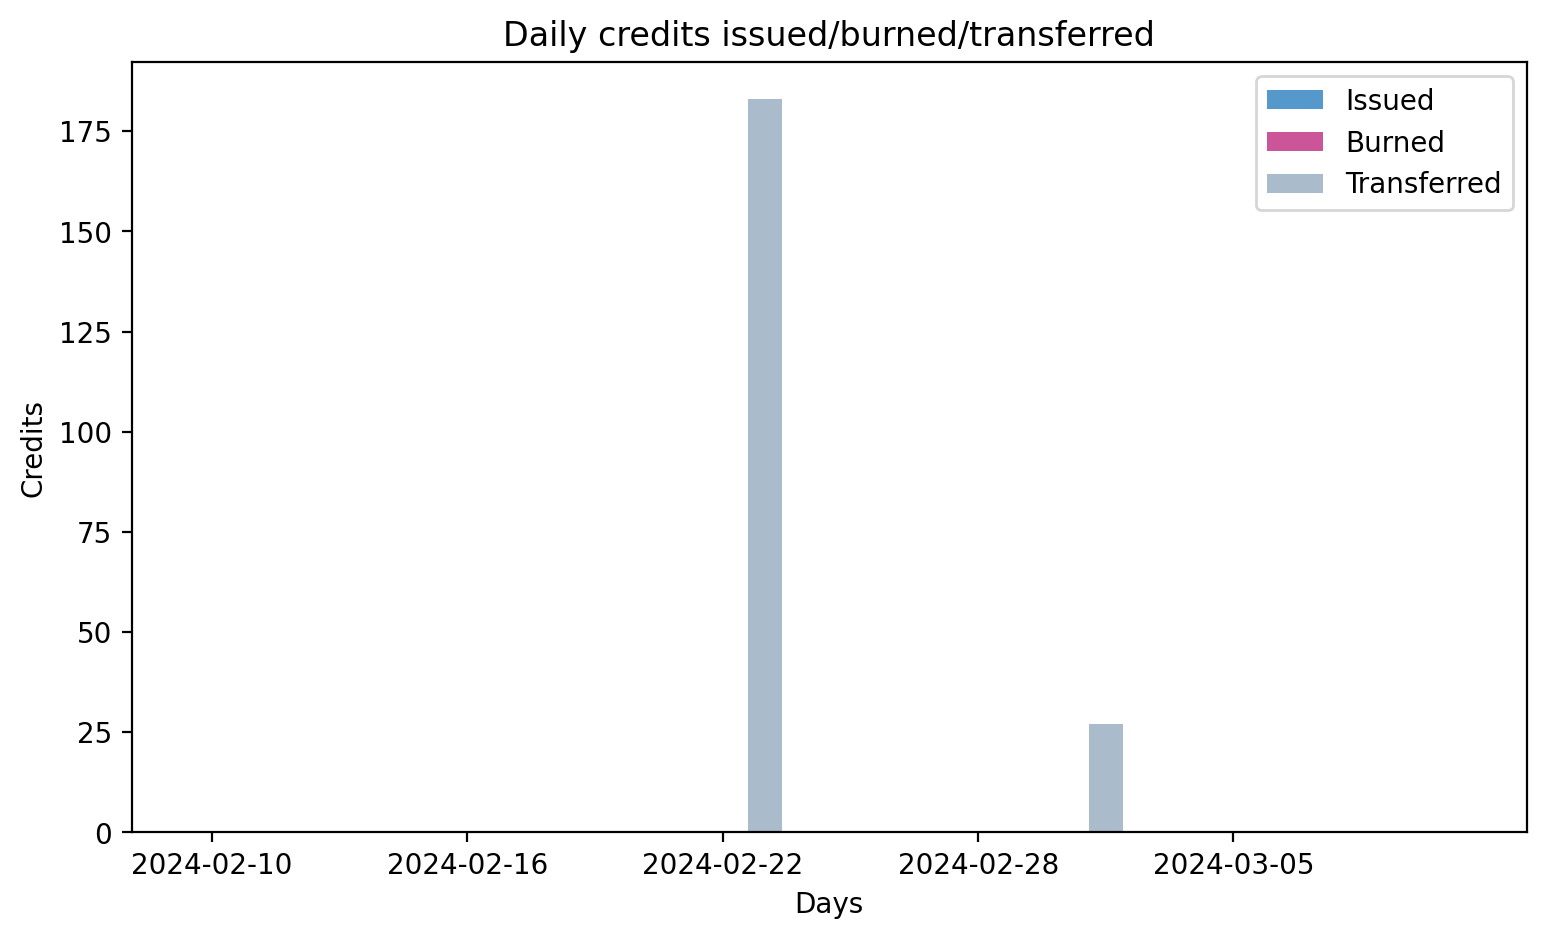 Daily credits issued/burned/transferred
Issued
Burned
Transferred
175
150
125
100
75
50
25
0
Credits
2024-02-10
2024-02-16
2024-02-22
2024-02-28
2024-03-05
Days